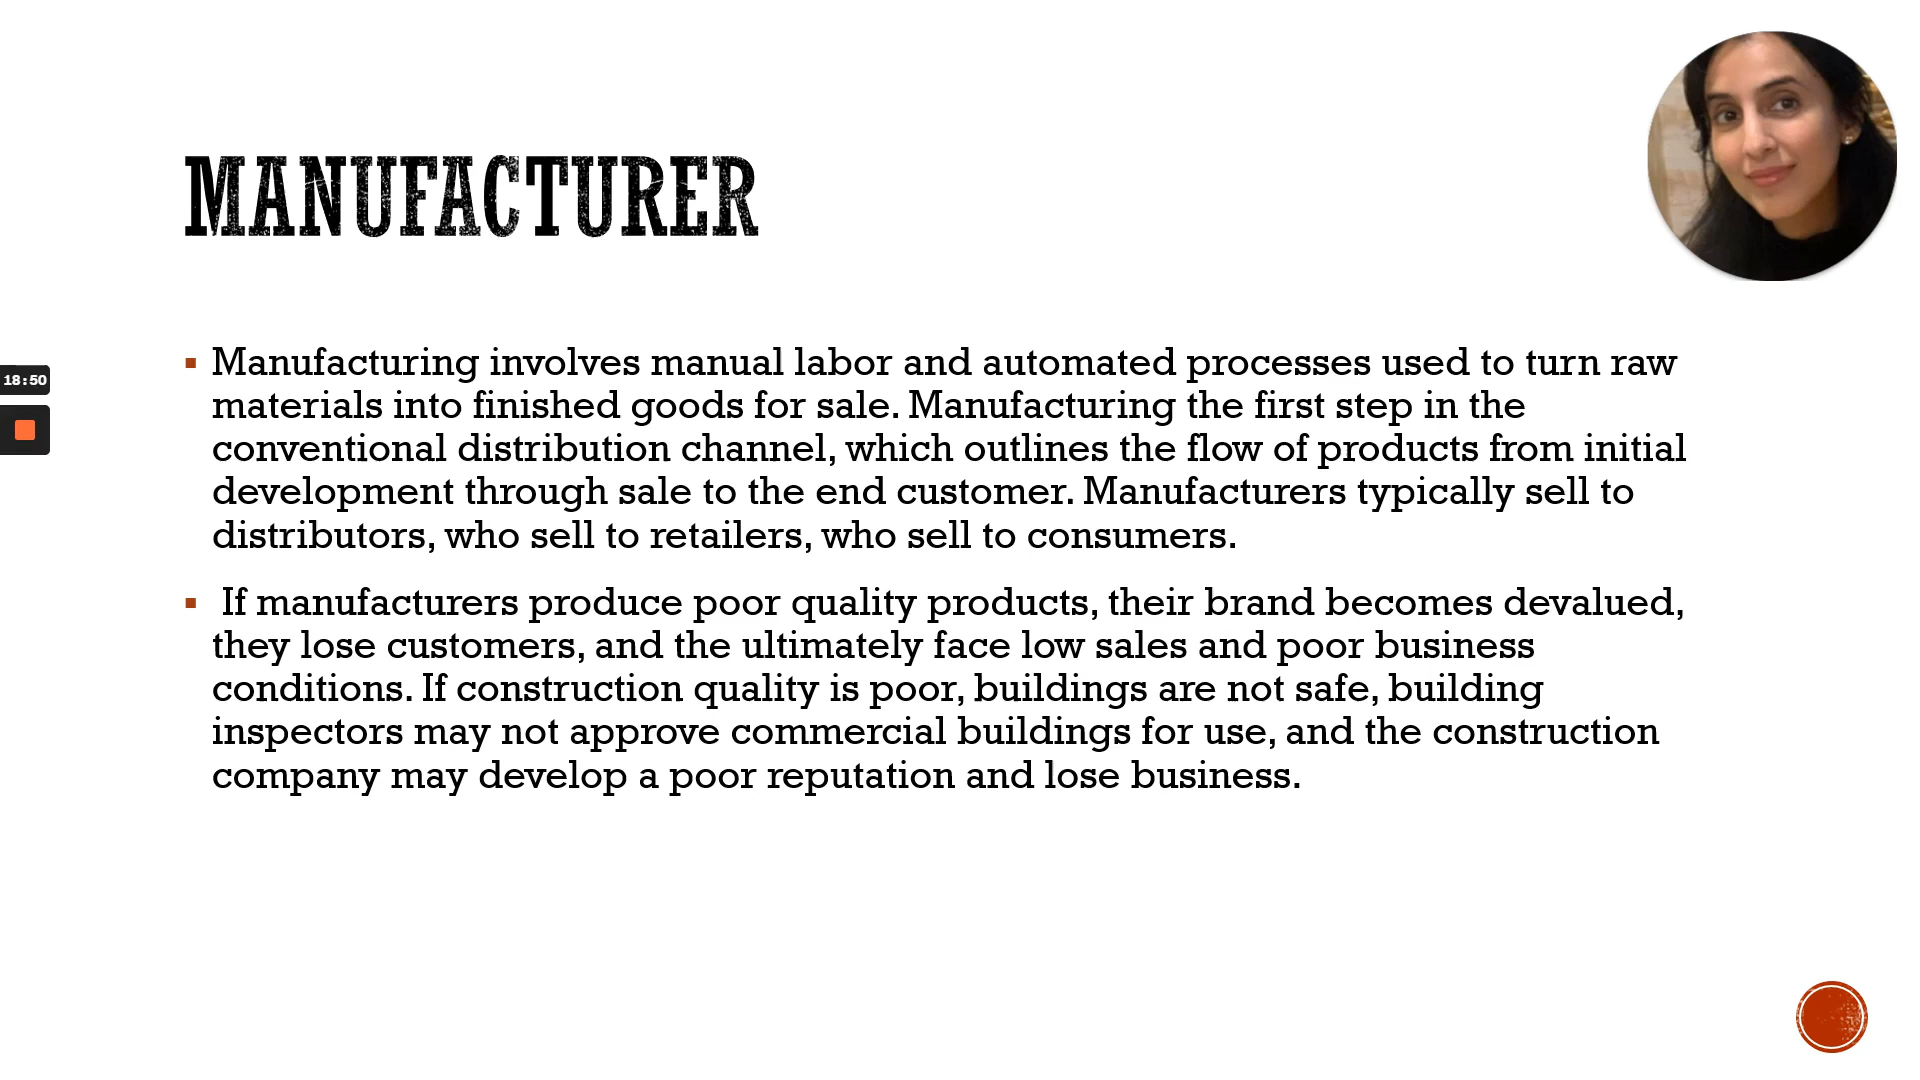 MANUFACTURER
18:50
Manufacturing involves manual labor and automated processes used to turn raw
materials into finished goods for sale. Manufacturing the first step in the
conventional distribution channel, which outlines the flow of products from initial
development through sale to the end customer. Manufacturers typically sell to
distributors, who sell to retailers, who sell to consumers.
If manufacturers produce poor quality products, their brand becomes devalued,
they lose customers, and the ultimately face low sales and poor business
conditions. If construction quality is poor, buildings are not safe, building
inspectors may not approve commercial buildings for use, and the construction
company may develop a poor reputation and lose business.